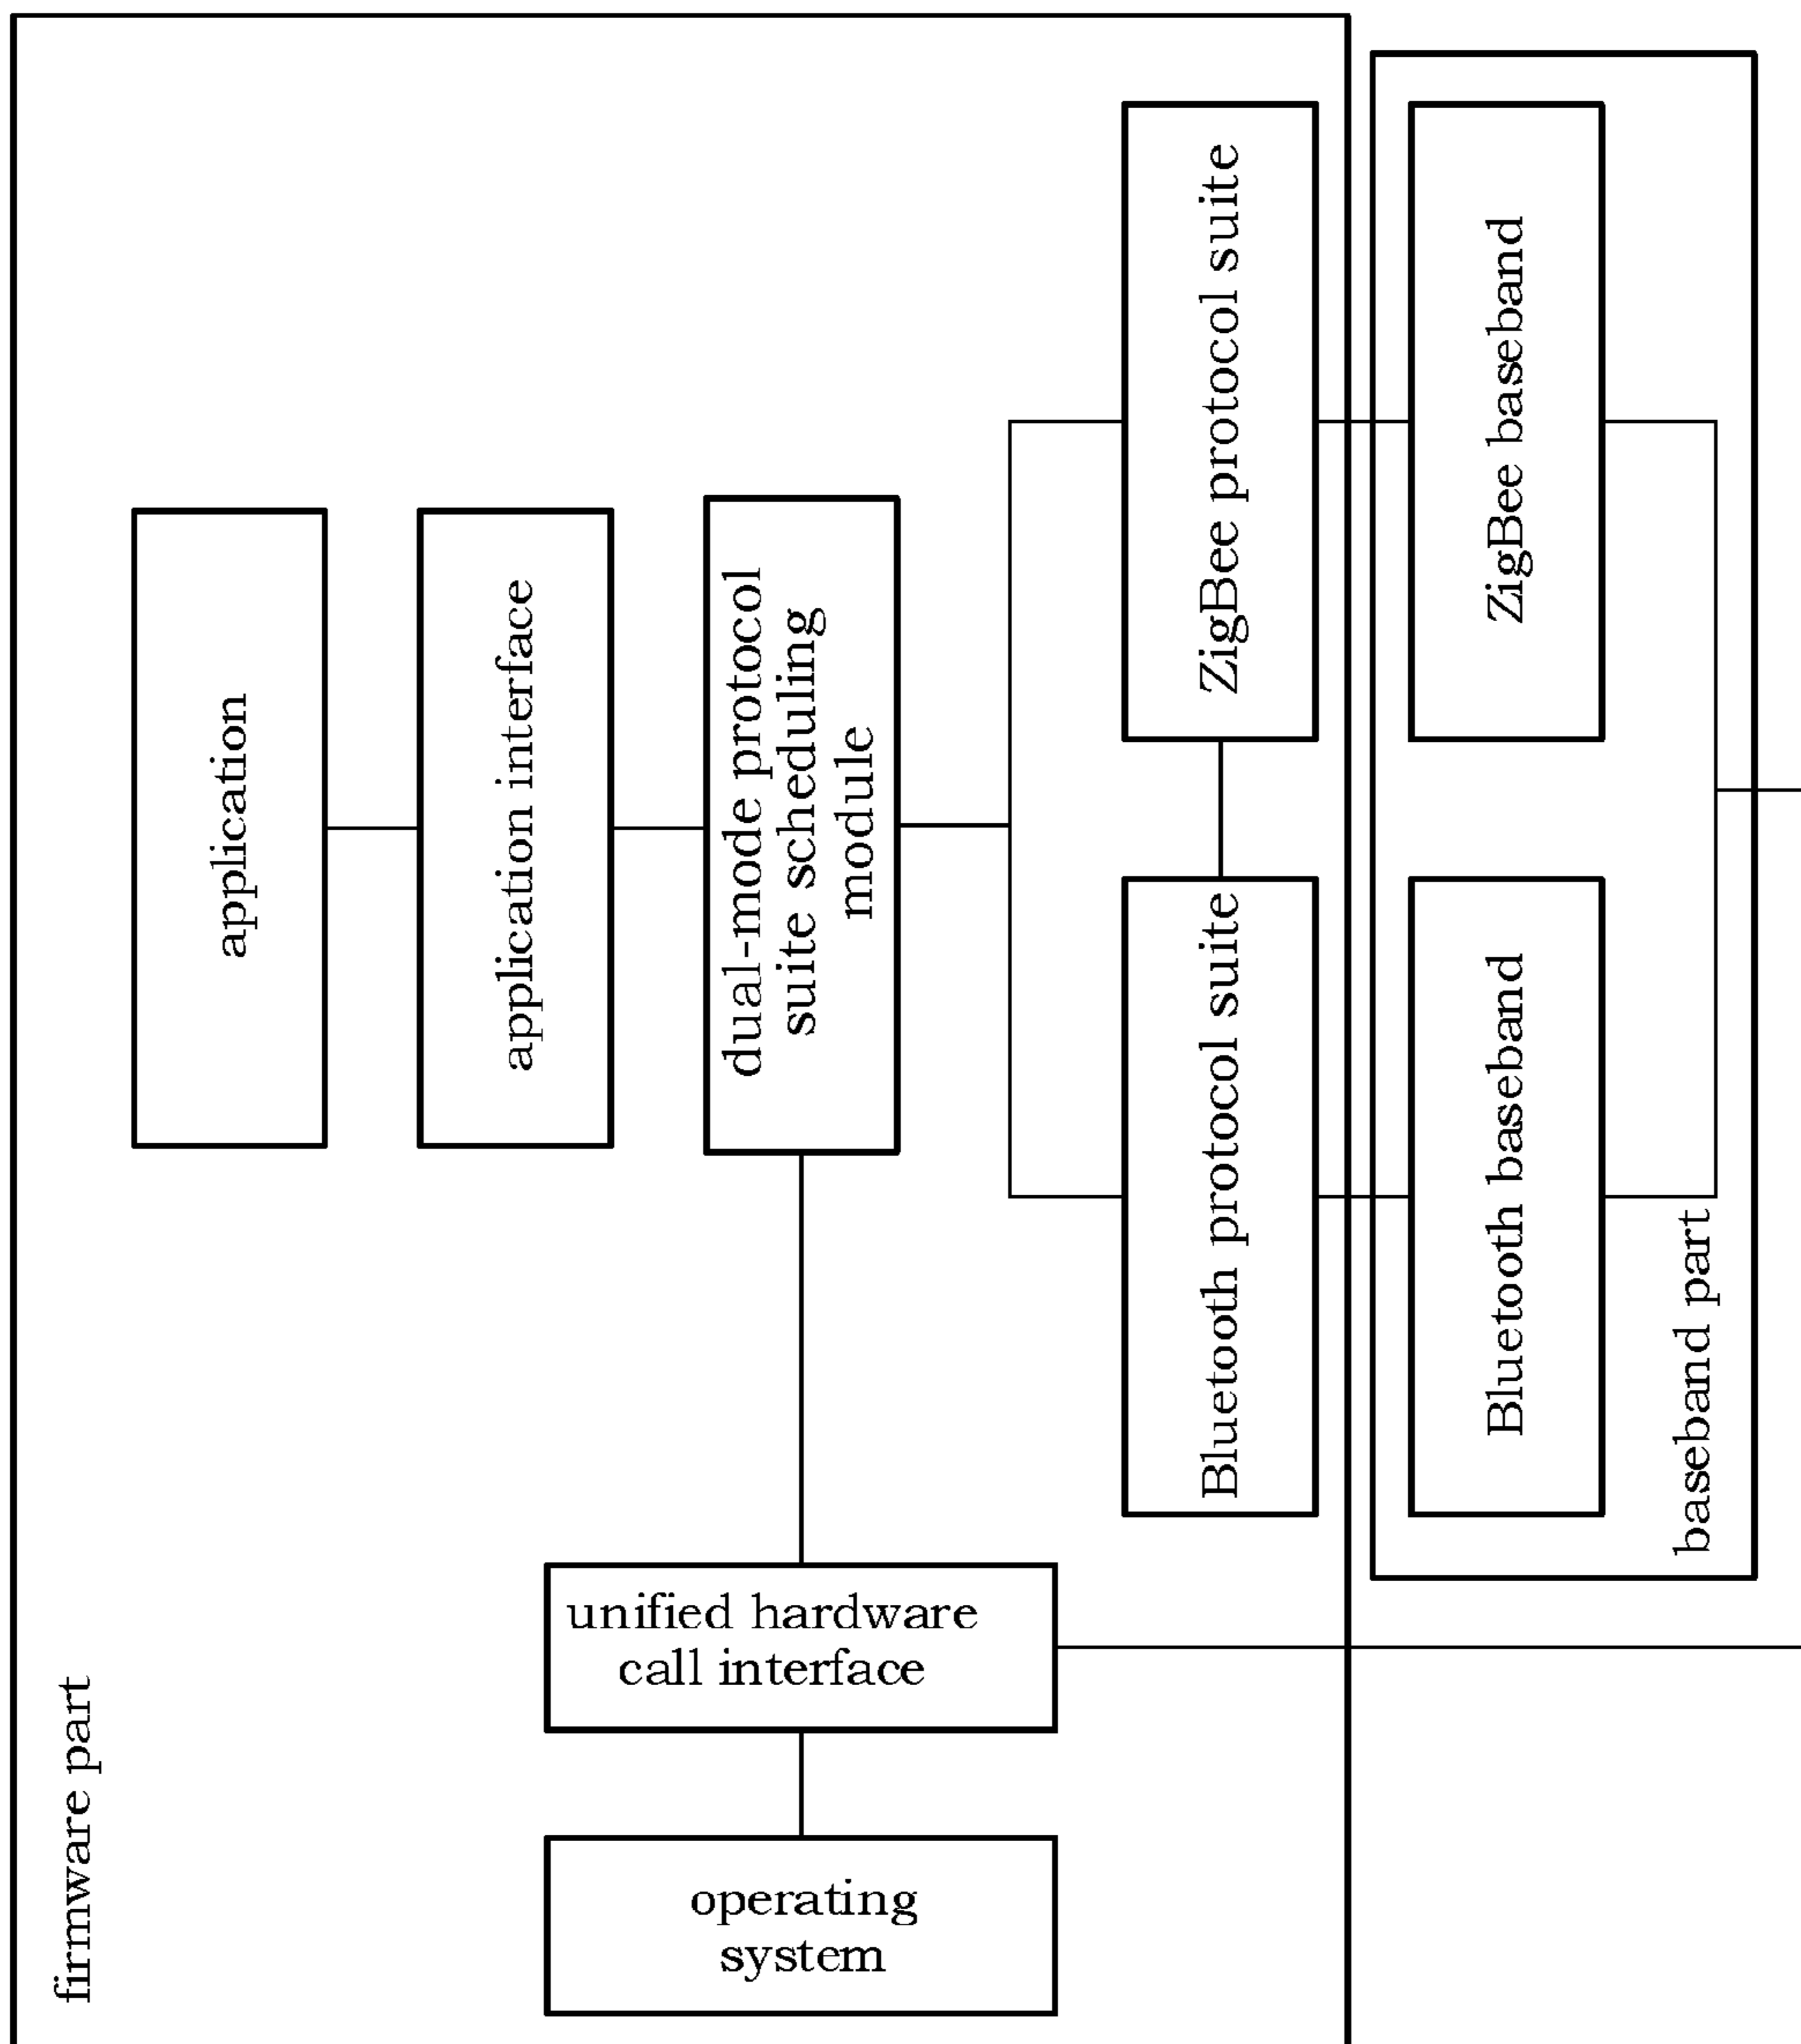 firmware part
application
application interface
dual-mode protocol
suite scheduling
module
unified hardware
call interface
operating
system
ZigBee protocol suite
Bluetooth protocol suite
ZigBee baseband
Bluetooth baseband
baseband part